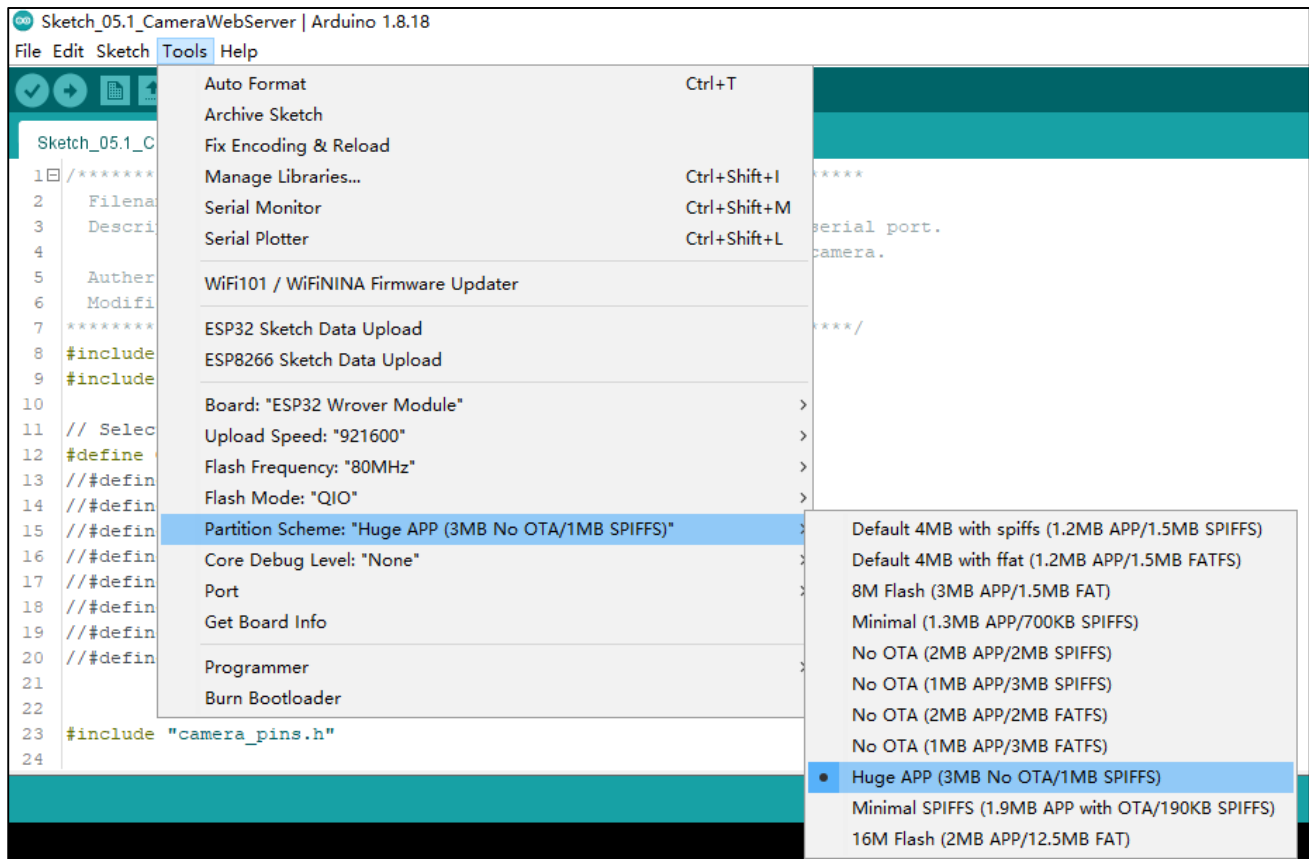 Sketch_05.1_CameraWebServer | Arduino 1.8.18
File Edit Sketch Tools Help
Sketch_05.1_C
Auto Format Ctrl+T
Archive Sketch
Fix Encoding & Reload
Manage Libraries... Ctrl+Shift+I
Serial Monitor Ctrl+Shift+M
Serial Plotter Ctrl+Shift+L
WiFi101 / WiFiNINA Firmware Updater
ESP32 Sketch Data Upload
ESP8266 Sketch Data Upload
Board: "ESP32 Wrover Module"
Upload Speed: "921600"
Flash Frequency: "80MHz"
Flash Mode: "QIO"
Partition Scheme: "Huge APP (3MB No OTA/1MB SPIFFS)"
Core Debug Level: "None"
Port
Get Board Info
Programmer
Burn Bootloader
Default 4MB with spiffs (1.2MB APP/1.5MB SPIFFS)
Default 4MB with ffat (1.2MB APP/1.5MB FATFS)
8M Flash (3MB APP/1.5MB FAT)
Minimal (1.3MB APP/700KB SPIFFS)
No OTA (2MB APP/2MB SPIFFS)
No OTA (1MB APP/3MB SPIFFS)
No OTA (2MB APP/2MB FATFS)
No OTA (1MB APP/3MB FATFS)
Huge APP (3MB No OTA/1MB SPIFFS)
Minimal SPIFFS (1.9MB APP with OTA/190KB SPIFFS)
16M Flash (2MB APP/12.5MB FAT)
1 /******* *****
2 Filena
3 Descri serial port.
4 camera.
5 Auther
6 Modifi
7 ******** ****/
8 #include
9 #include
10
11 // Selec
12 #define
13 //#defin
14 //#defin
15 //#defin
16 //#defin
17 //#defin
18 //#defin
19 //#defin
20 //#defin
21
22
23 #include "camera_pins.h"
24